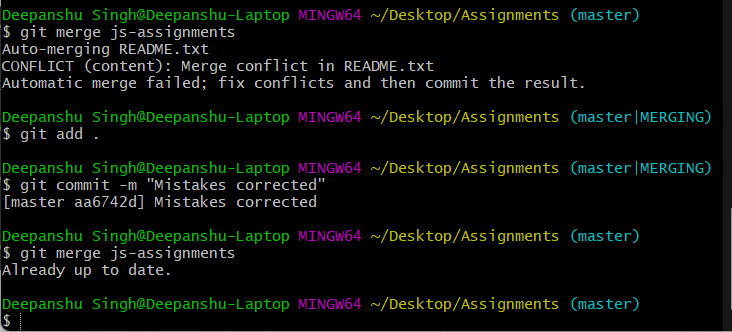 Deepanshu Singh@Deepanshu-Laptop MINGW64 ~/Desktop/Assignments (master)
$ git merge js-assignments
Auto-merging README.txt
CONFLICT (content): Merge conflict in README.txt
Automatic merge failed; fix conflicts and then commit the result.
Deepanshu Singh@Deepanshu-Laptop MINGW64 ~/Desktop/Assignments (master|MERGING)
$ git add .
Deepanshu Singh@Deepanshu-Laptop MINGW64 ~/Desktop/Assignments (master|MERGING)
$ git commit -m "Mistakes corrected"
[master aa6742d] Mistakes corrected
Deepanshu Singh@Deepanshu-Laptop MINGW64 ~/Desktop/Assignments (master)
$ git merge js-assignments
Already up to date.
Deepanshu Singh@Deepanshu-Laptop MINGW64 ~/Desktop/Assignments (master)
$